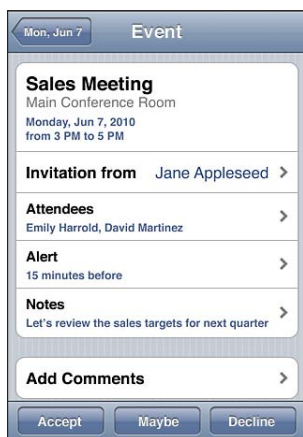 Mon, Jun 7
Event
Sales Meeting
Main Conference Room
Monday, Jun 7, 2010
from 3 PM to 5 PM
Invitation from Jane Appleseed
Attendees
Emily Harrold, David Martinez
Alert
15 minutes before
Notes
Let's review the sales targets for next quarter
Add Comments
Accept Maybe Decline